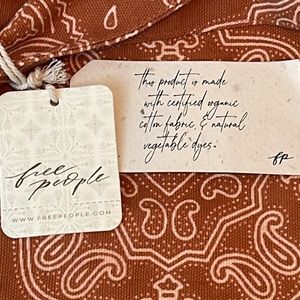 free
people
WWW.FREEPEOPLE.COM
This product is made
with certified organic
cotton fabric & natural
vegetable dyes.
fp